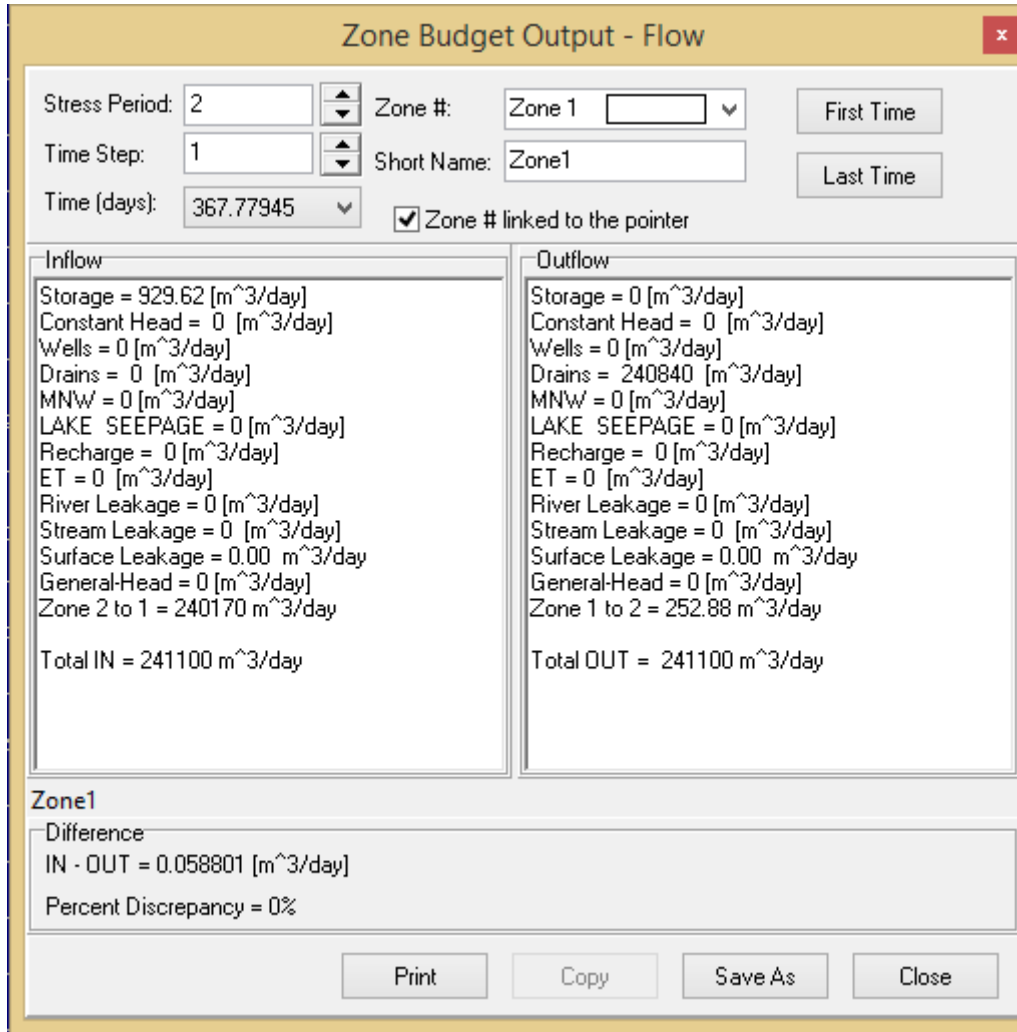 Zone Budget Output - Flow
x
Stress Period: 2 Zone #: Zone 1 First Time
Time Step: 1 Short Name: Zone1 Last Time
Time (days): 367.77945 Zone # linked to the pointer
Inflow
Storage = 929.62 [m^3/day]
Constant Head =  0  [m^3/day]
Wells = 0 [m^3/day]
Drains =  0  [m^3/day]
MNW = 0 [m^3/day]
LAKE  SEEPAGE = 0 [m^3/day]
Recharge =  0 [m^3/day]
ET = 0  [m^3/day]
River Leakage = 0 [m^3/day]
Stream Leakage = 0  [m^3/day]
Surface Leakage = 0.00  m^3/day
General-Head = 0 [m^3/day]
Zone 2 to 1 = 240170 m^3/day
Total IN = 241100 m^3/day
Outflow
Storage = 0 [m^3/day]
Constant Head =  0  [m^3/day]
Wells = 0 [m^3/day]
Drains =  240840  [m^3/day]
MNW = 0 [m^3/day]
LAKE  SEEPAGE = 0 [m^3/day]
Recharge =  0 [m^3/day]
ET = 0  [m^3/day]
River Leakage = 0 [m^3/day]
Stream Leakage = 0  [m^3/day]
Surface Leakage = 0.00  m^3/day
General-Head = 0 [m^3/day]
Zone 1 to 2 = 252.88 m^3/day
Total OUT =  241100 m^3/day
Zone1
Difference
IN - OUT = 0.058801 [m^3/day]
Percent Discrepancy = 0%
Print Copy Save As Close